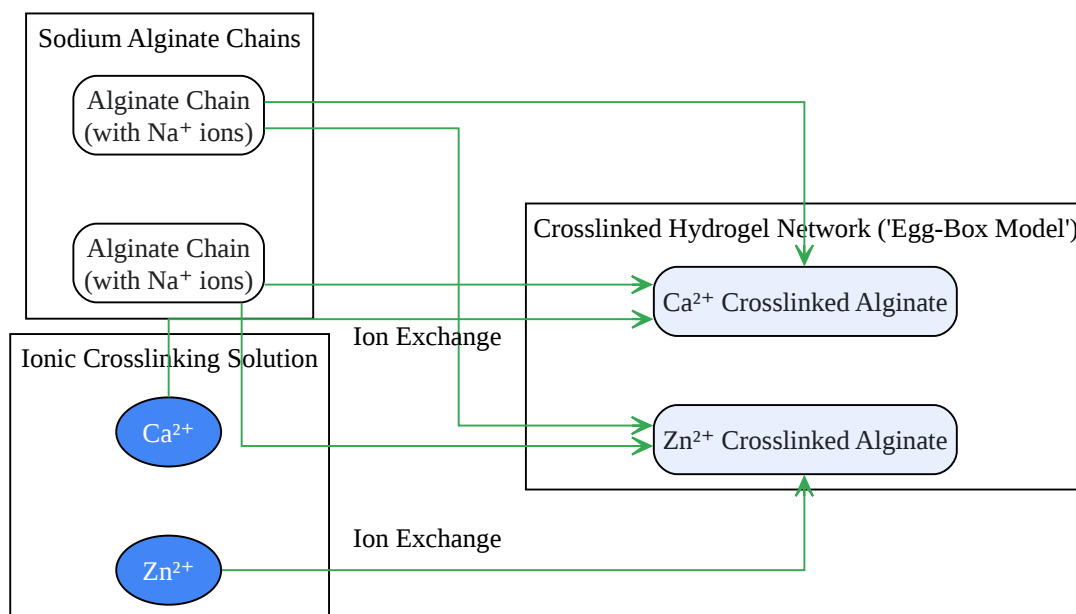 Sodium Alginate Chains
Alginate Chain
(with Na⁺ ions)
Alginate Chain
(with Na⁺ ions)
Crosslinked Hydrogel Network ('Egg-Box Model')
Ca²⁺ Crosslinked Alginate
Ion Exchange
Ionic Crosslinking Solution
Ca²⁺
Zn²⁺ Crosslinked Alginate
Ion Exchange
Zn²⁺